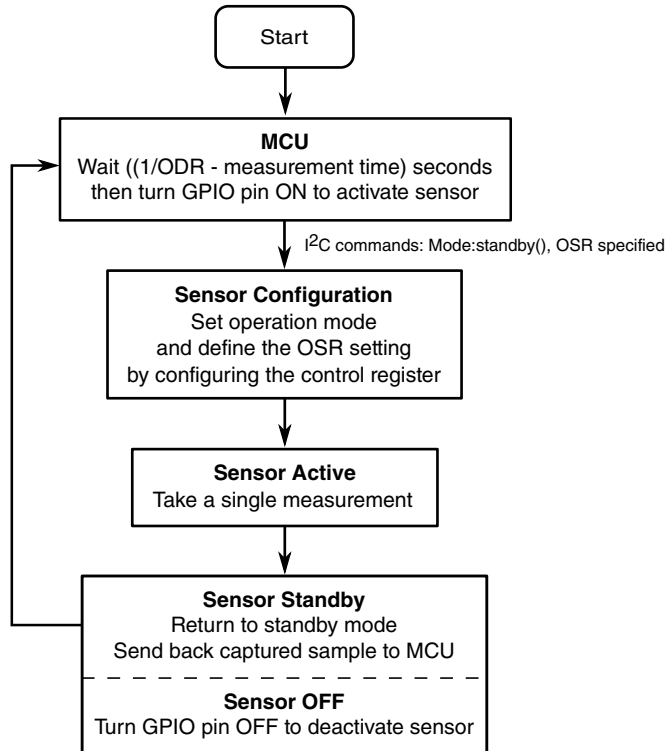 Start
MCU
Wait ((1/ODR - measurement time) seconds
then turn GPIO pin ON to activate sensor
I²C commands: Mode:standby(), OSR specified
Sensor Configuration
Set operation mode
and define the OSR setting
by configuring the control register
Sensor Active
Take a single measurement
Sensor Standby
Return to standby mode
Send back captured sample to MCU
Sensor OFF
Turn GPIO pin OFF to deactivate sensor